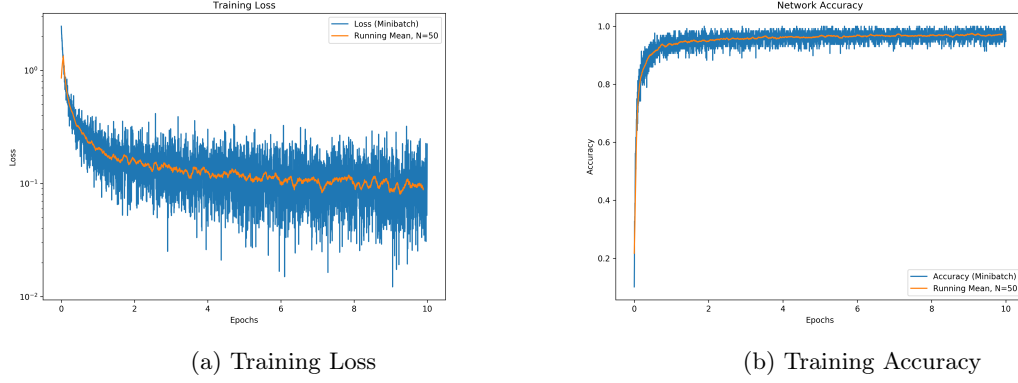 Training Loss
Loss (Minibatch)
Running Mean, N=50
10⁰
10⁻¹
10⁻²
Loss
0 2 4 6 8 10
Epochs
(a) Training Loss
Network Accuracy
1.0
0.8
0.6
0.4
0.2
Accuracy
Accuracy (Minibatch)
Running Mean, N=50
0 2 4 6 8 10
Epochs
(b) Training Accuracy